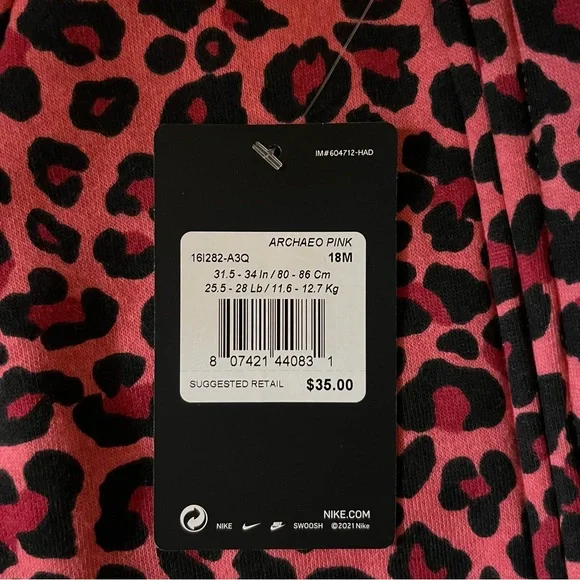 IM#604712-HAD
ARCHAEO PINK
16I282-A3Q 18M
31.5 - 34 In / 80 - 86 Cm
25.5 - 28 Lb / 11.6 - 12.7 Kg
8 07421 44083 1
SUGGESTED RETAIL $35.00
NIKE.COM
NIKE SWOOSH ©2021 Nike